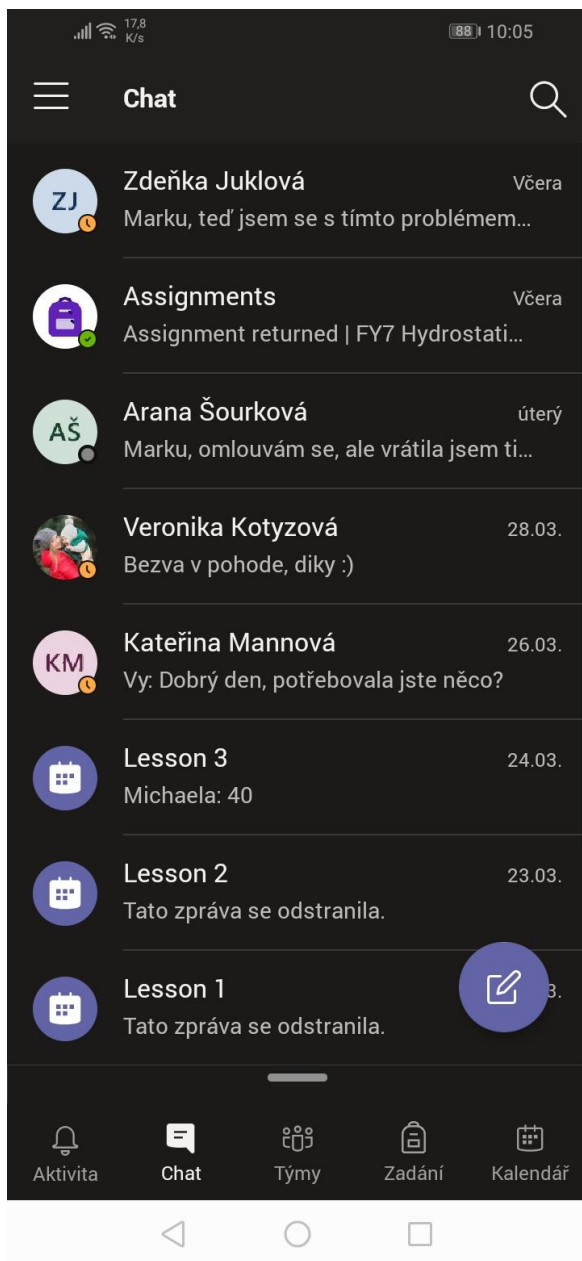 17,8
K/s
88 10:05
Chat
ZJ
Zdeňka Juklová Včera
Marku, teď jsem se s tímto problémem...
Assignments Včera
Assignment returned | FY7 Hydrostati...
AŠ
Arana Šourková úterý
Marku, omlouvám se, ale vrátila jsem ti...
Veronika Kotyzová 28.03.
Bezva v pohode, diky :)
KM
Kateřina Mannová 26.03.
Vy: Dobrý den, potřebovala jste něco?
Lesson 3 24.03.
Michaela: 40
Lesson 2 23.03.
Tato zpráva se odstranila.
Lesson 1 3.
Tato zpráva se odstranila.
Aktivita Chat Týmy Zadání Kalendář